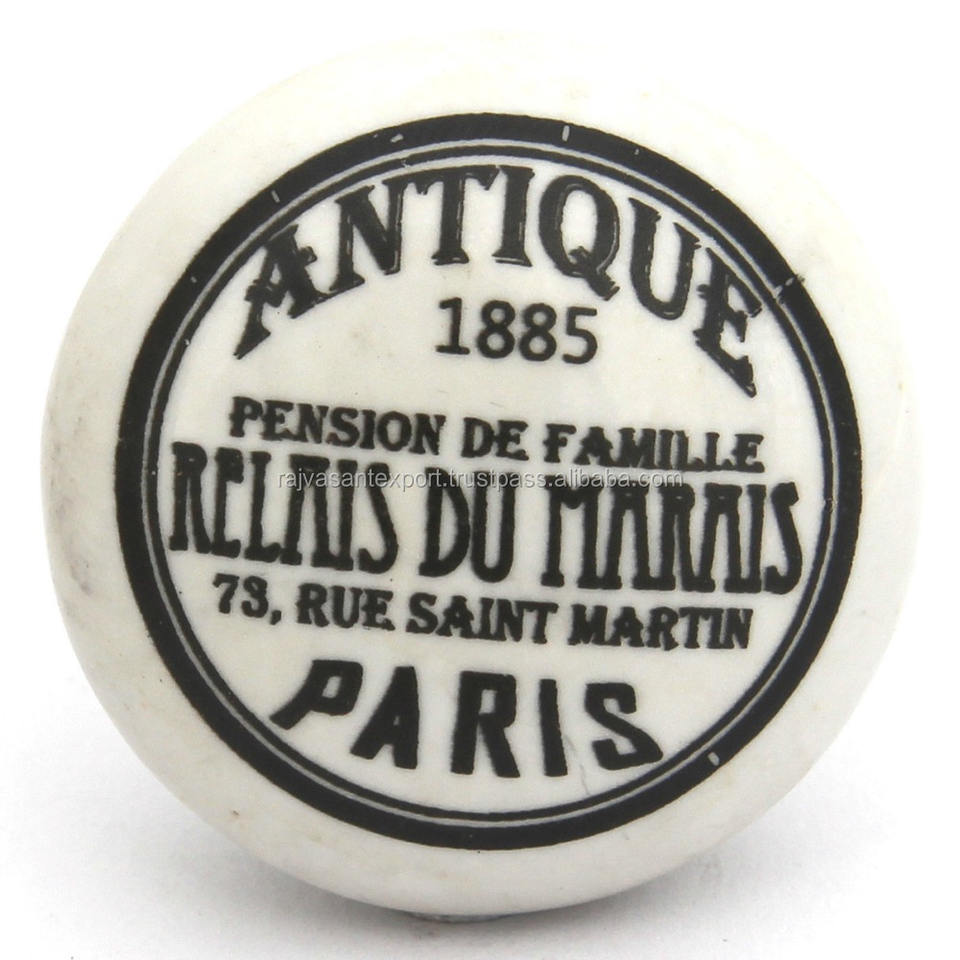 ANTIQUE
1885
PENSION DE FAMILLE
rajvasantexport.trustpass.alibaba.com
RELAIS DU MARAIS
73, RUE SAINT MARTIN
PARIS